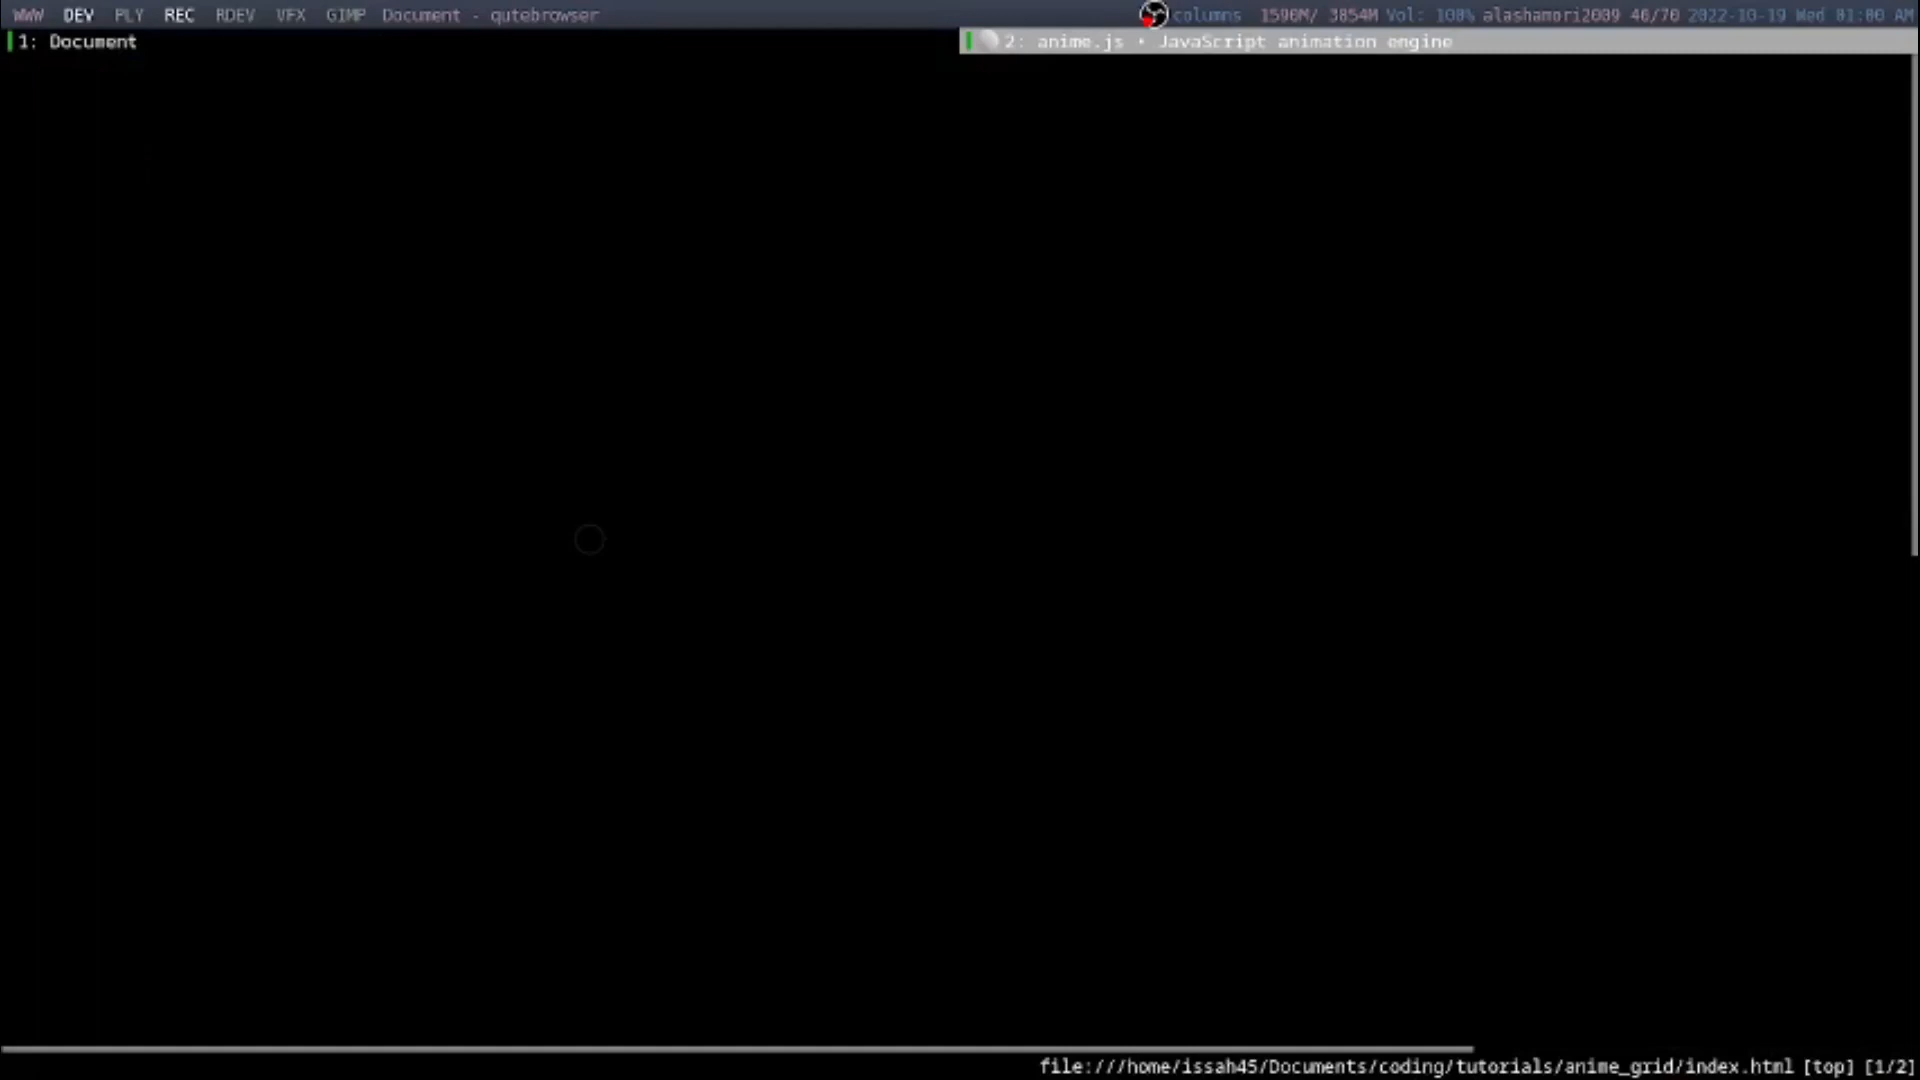 WWW DEV PLY REC RDEV VFX GIMP Document - qutebrowser columns 1590M/ 3854M Vol: 100% alashamori2009 46/70 2022-10-19 Wed 01:00 AM
1: Document 2: anime.js • JavaScript animation engine
file:///home/issah45/Documents/coding/tutorials/anime_grid/index.html [top] [1/2]